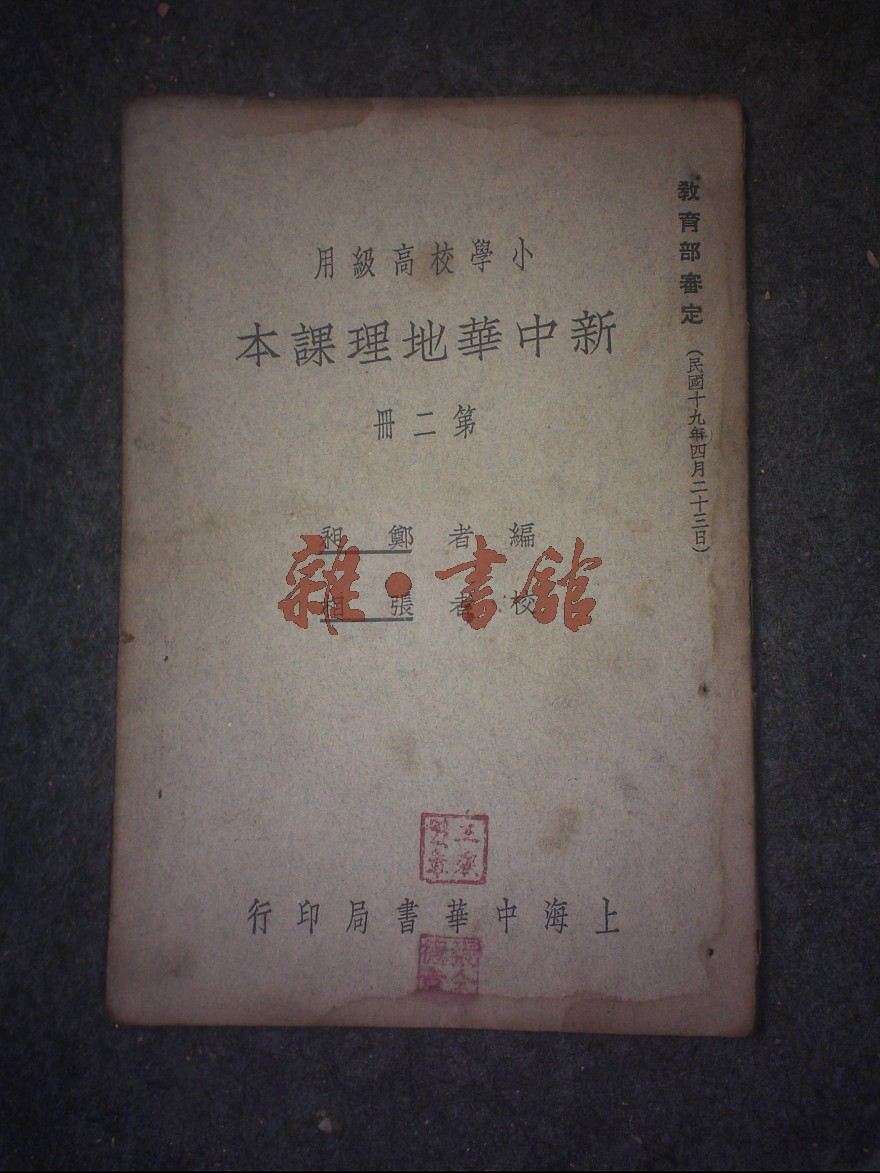 教育部審定(民國十九年四月二十三日)
小學校高級用
新中華地理課本
第二冊
編者 鄭昶
校者 張相
雜·書館
上海中華書局印行